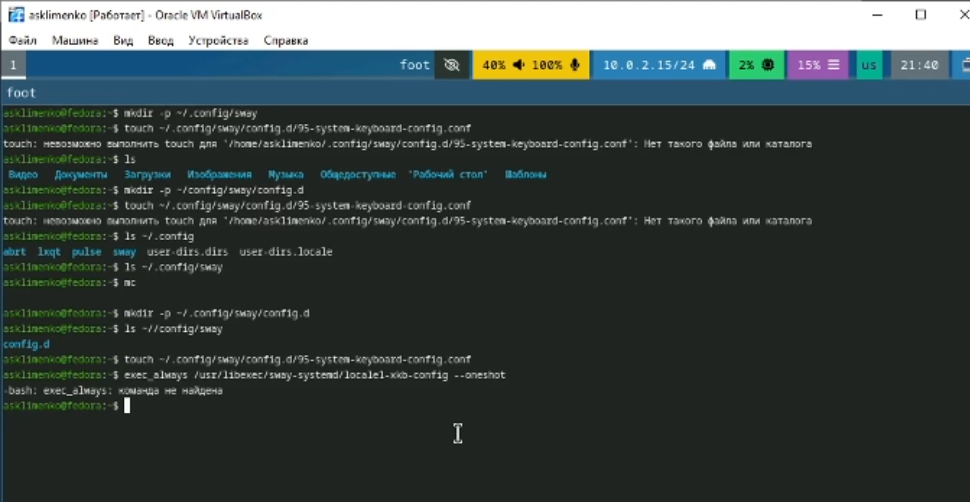 asklimenko [Работает] - Oracle VM VirtualBox
Файл Машина Вид Ввод Устройства Справка
1 foot 40% 100% 10.0.2.15/24 2% 15% us 21:40
foot
asklimenko@fedora:~$ mkdir -p ~/.config/sway
asklimenko@fedora:~$ touch ~/.config/sway/config.d/95-system-keyboard-config.conf
touch: невозможно выполнить touch для '/home/asklimenko/.config/sway/config.d/95-system-keyboard-config.conf': Нет такого файла или каталога
asklimenko@fedora:~$ ls
Видео Документы Загрузки Изображения Музыка Общедоступные 'Рабочий стол' Шаблоны
asklimenko@fedora:~$ mkdir -p ~/config/sway/config.d
asklimenko@fedora:~$ touch ~/.config/sway/config.d/95-system-keyboard-config.conf
touch: невозможно выполнить touch для '/home/asklimenko/.config/sway/config.d/95-system-keyboard-config.conf': Нет такого файла или каталога
asklimenko@fedora:~$ ls ~/.config
abrt lxqt pulse sway user-dirs.dirs user-dirs.locale
asklimenko@fedora:~$ ls ~/.config/sway
asklimenko@fedora:~$ mc
asklimenko@fedora:~$ mkdir -p ~/.config/sway/config.d
asklimenko@fedora:~$ ls ~//config/sway
config.d
asklimenko@fedora:~$ touch ~/.config/sway/config.d/95-system-keyboard-config.conf
asklimenko@fedora:~$ exec_always /usr/libexec/sway-systemd/locale1-xkb-config --oneshot
-bash: exec_always: команда не найдена
asklimenko@fedora:~$